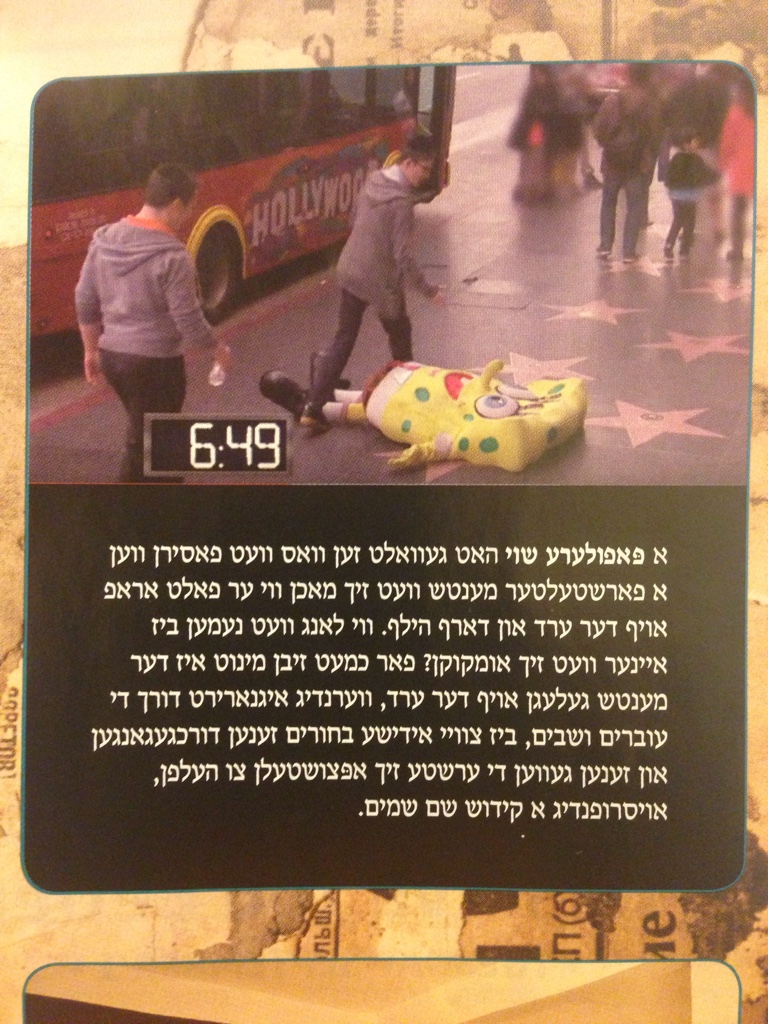 HOLLYWOO
6:49
א פאפולערע שוי האט געוואלט זען וואס וועט פאסירן ווען
א פארשטעלטער מענטש וועט זיך מאכן ווי ער פאלט אראפ
אויף דער ערד און דארף הילף. ווי לאנג וועט נעמען ביז
איינער וועט זיך אומקוקן? פאר כמעט זיבן מינוט איז דער
מענטש געלעגן אויף דער ערד, ווערנדיג איגנארירט דורך די
עוברים ושבים, ביז צוויי אידישע בחורים זענען דורכגעגאנגען
און זענען געווען די ערשטע זיך אפצושטעלן צו העלפן,
אויסרופנדיג א קידוש שם שמים.